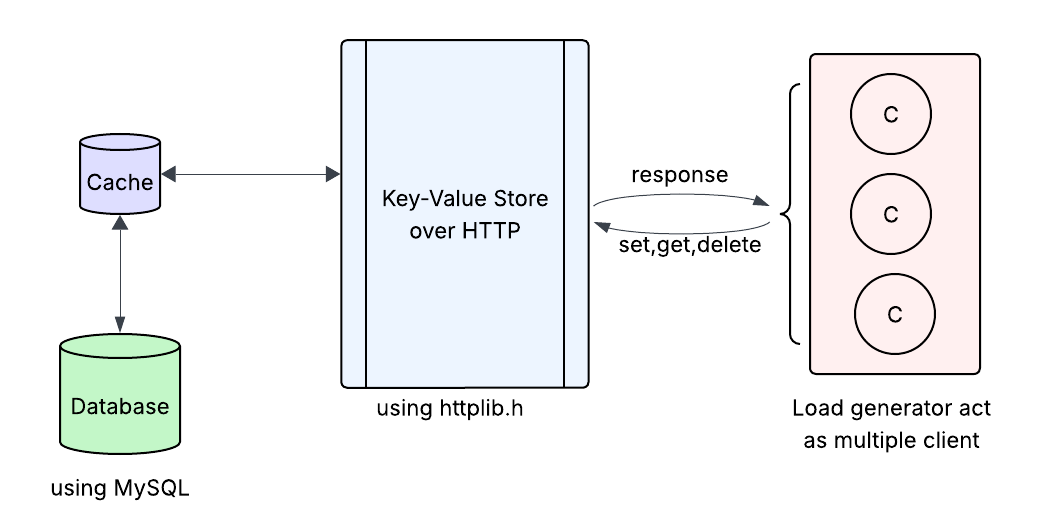 Cache
Database
using MySQL
Key-Value Store
over HTTP
using httplib.h
response
set,get,delete
C
C
C
Load generator act
as multiple client